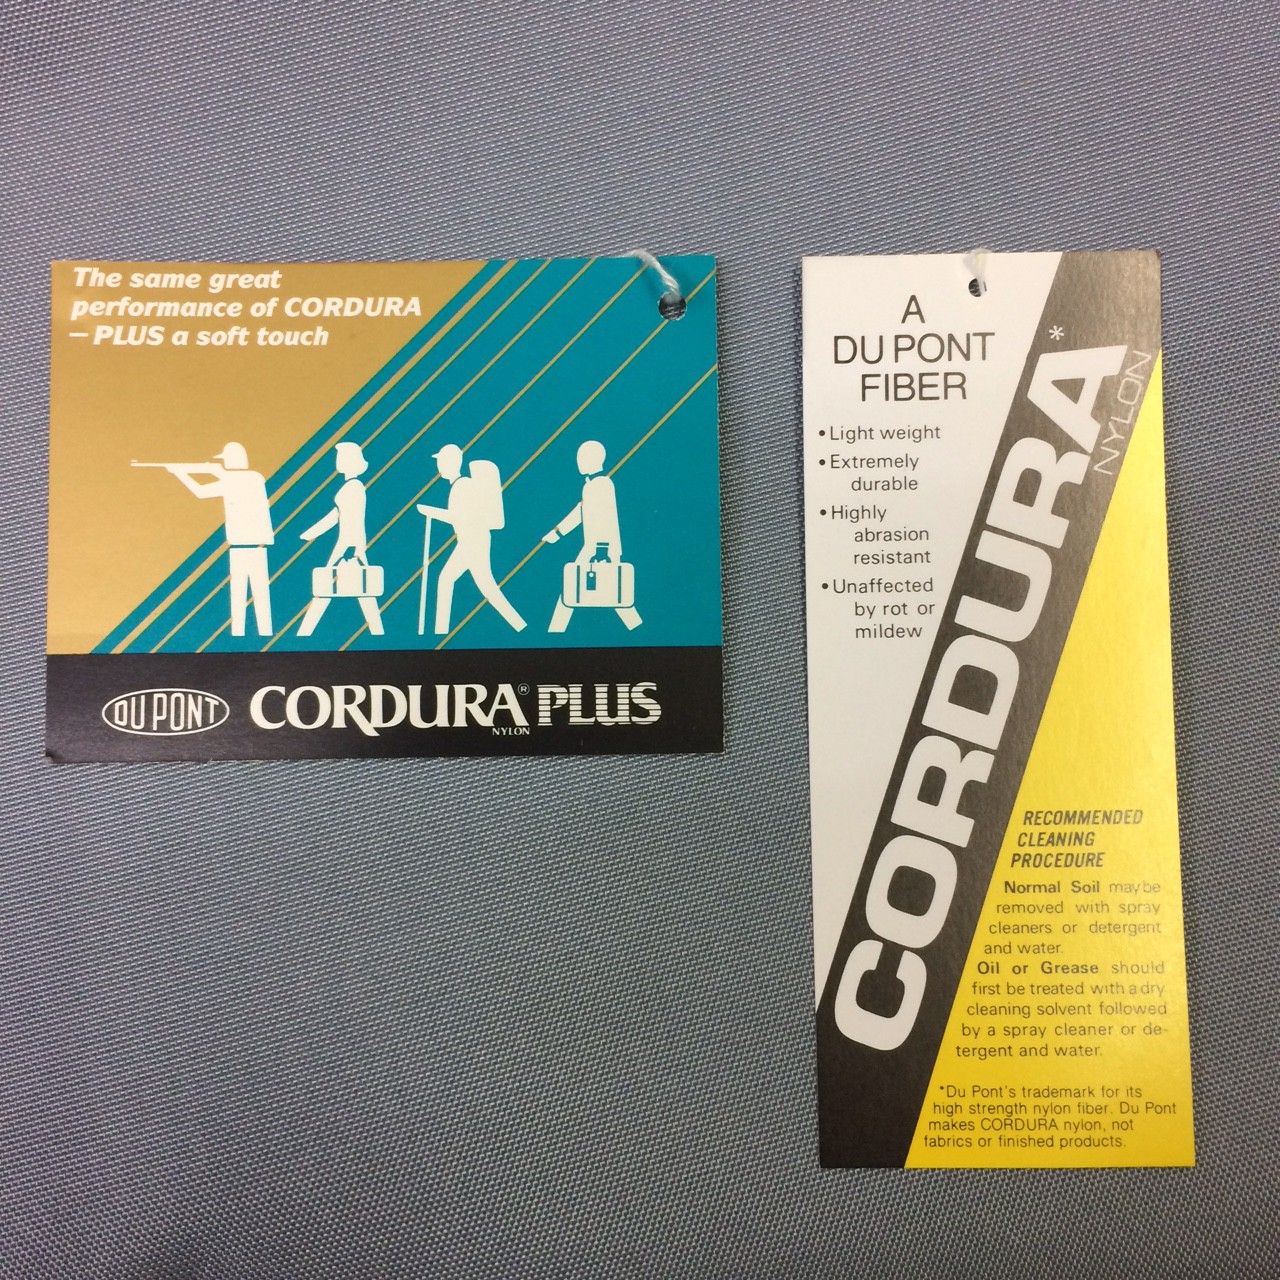 The same great
performance of CORDURA
– PLUS a soft touch
DU PONT CORDURA® PLUS
NYLON
A
DU PONT
FIBER
• Light weight
• Extremely
durable
• Highly
abrasion
resistant
• Unaffected
by rot or
mildew
CORDURA*
NYLON
RECOMMENDED
CLEANING
PROCEDURE
Normal Soil may be
removed with spray
cleaners or detergent
and water.
Oil or Grease should
first be treated with a dry
cleaning solvent followed
by a spray cleaner or de-
tergent and water.
*Du Pont's trademark for its
high strength nylon fiber. Du Pont
makes CORDURA nylon, not
fabrics or finished products.